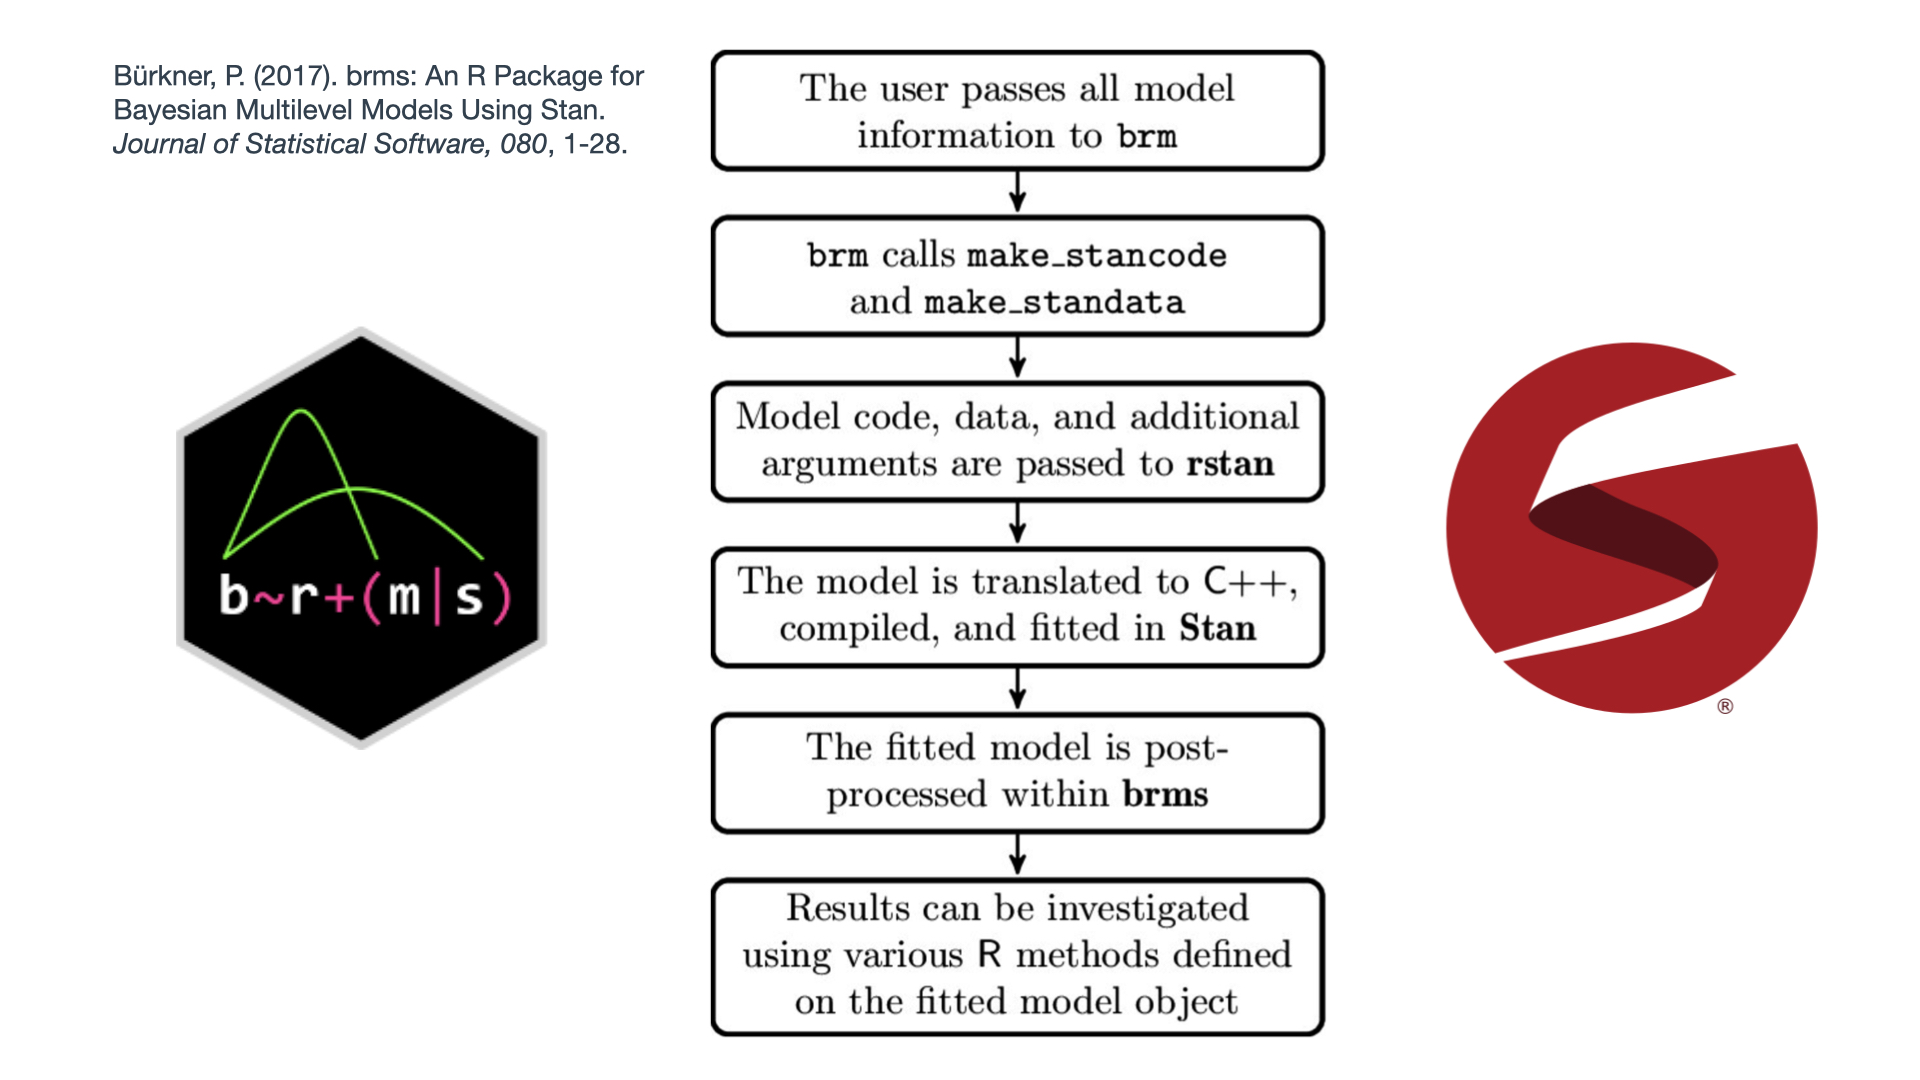 Bürkner, P. (2017). brms: An R Package for
Bayesian Multilevel Models Using Stan.
Journal of Statistical Software, 080, 1-28.
The user passes all model
information to brm
brm calls make_stancode
and make_standata
Model code, data, and additional
arguments are passed to rstan
The model is translated to C++,
compiled, and fitted in Stan
The fitted model is post-
processed within brms
Results can be investigated
using various R methods defined
on the fitted model object
b~r+(m|s)
®